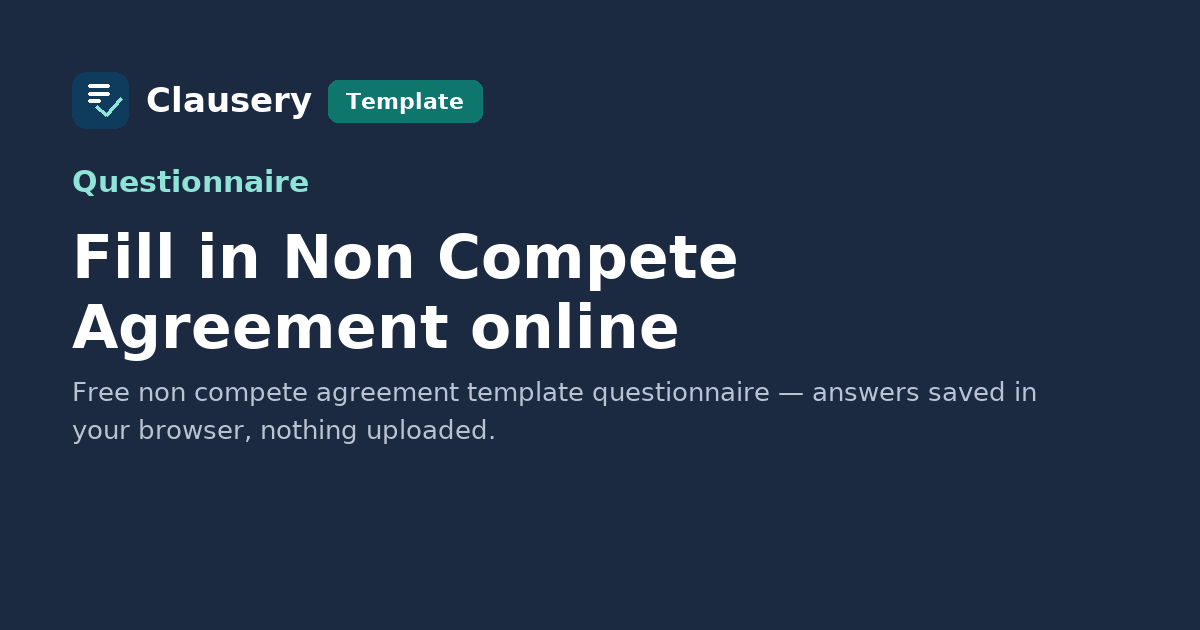 Clausery
Template
Questionnaire
Fill in Non Compete
Agreement online
Free non compete agreement template questionnaire — answers saved in
your browser, nothing uploaded.